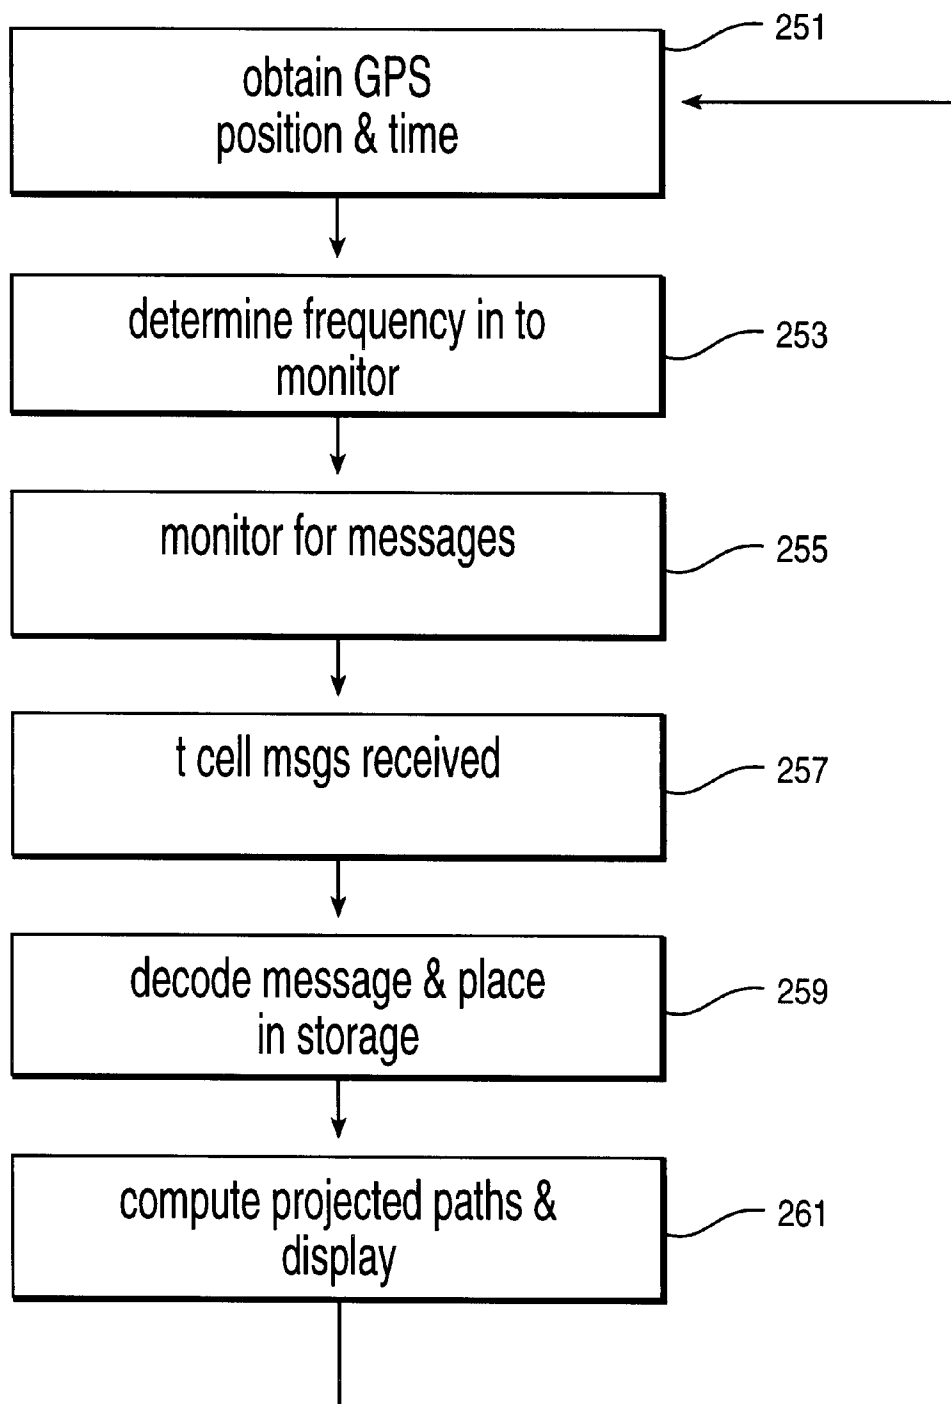 251
obtain GPS
position & time
determine frequency in to
monitor
253
monitor for messages
255
t cell msgs received
257
decode message & place
in storage
259
compute projected paths &
display
261